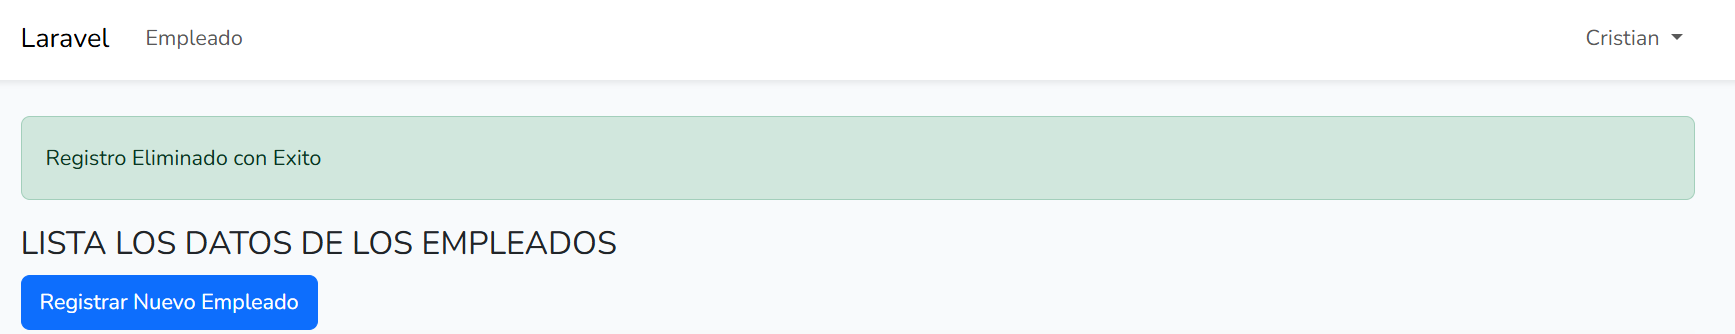 Laravel Empleado Cristian
Registro Eliminado con Exito
LISTA LOS DATOS DE LOS EMPLEADOS
Registrar Nuevo Empleado